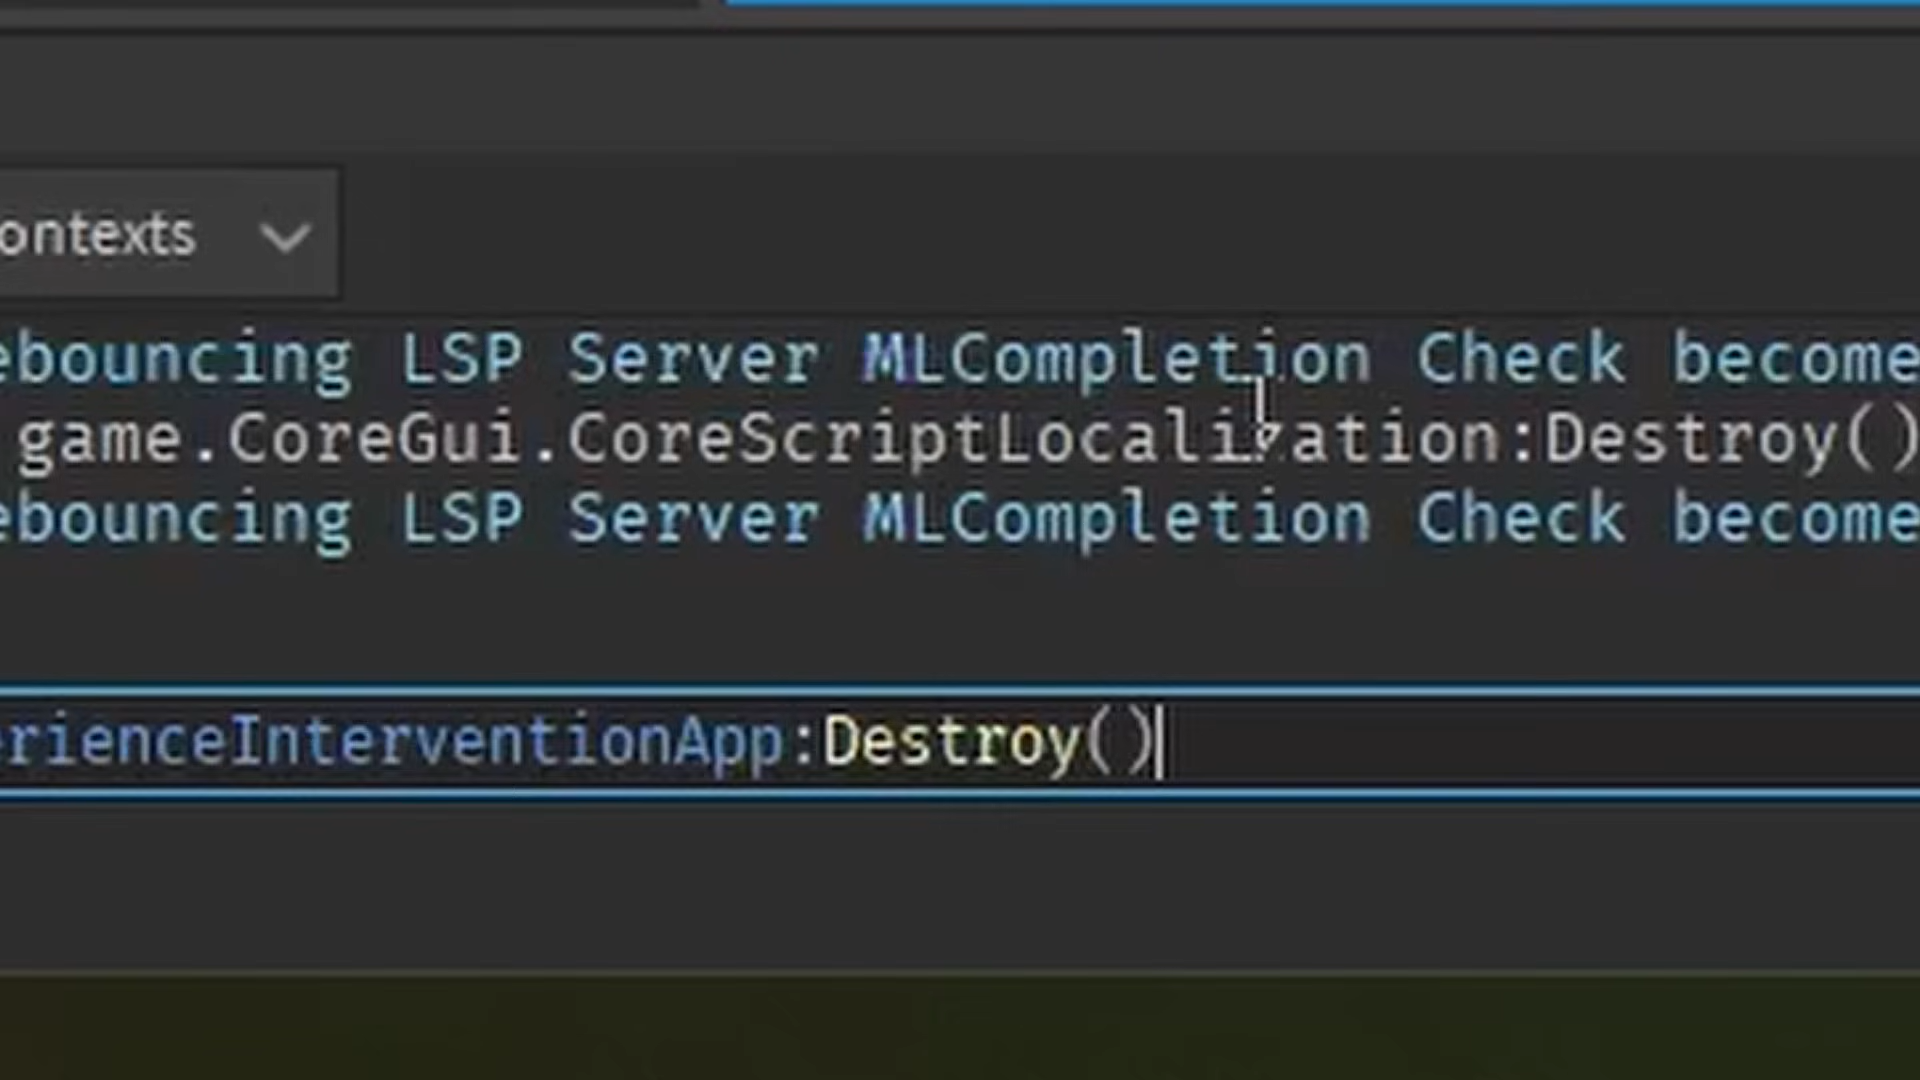 ontexts
ebouncing LSP Server MLCompletion Check become
game.CoreGui.CoreScriptLocalization:Destroy()
ebouncing LSP Server MLCompletion Check become
erienceInterventionApp:Destroy()